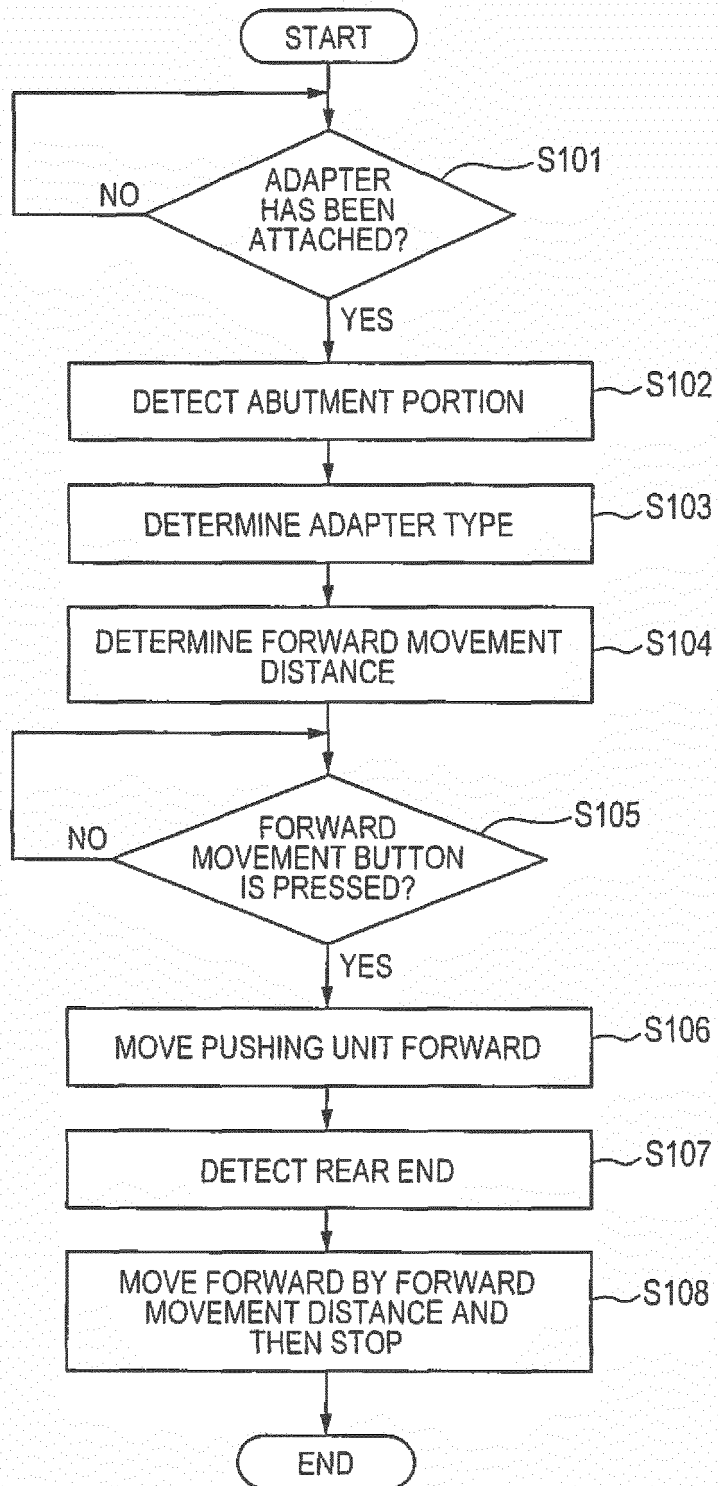 START
S101
ADAPTER
HAS BEEN
ATTACHED?
NO
YES
DETECT ABUTMENT PORTION
S102
DETERMINE ADAPTER TYPE
S103
DETERMINE FORWARD MOVEMENT
DISTANCE
S104
S105
FORWARD
MOVEMENT BUTTON
IS PRESSED?
NO
YES
MOVE PUSHING UNIT FORWARD
S106
DETECT REAR END
S107
MOVE FORWARD BY FORWARD
MOVEMENT DISTANCE AND
THEN STOP
S108
END